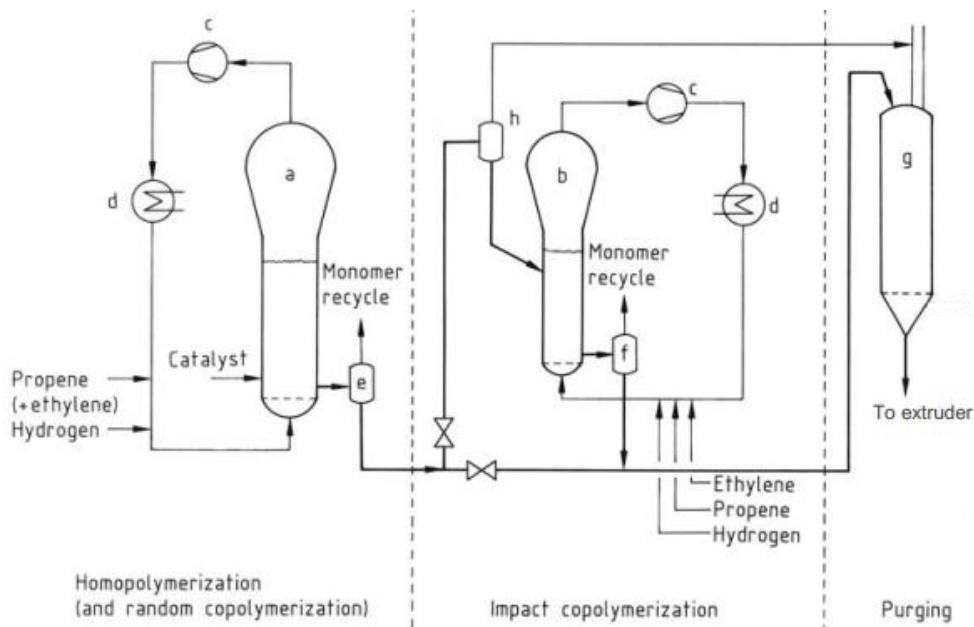 c
a
d
Monomer
recycle
Catalyst
e
Propene
(+ethylene)
Hydrogen
Homopolymerization
(and random copolymerization)
h
c
b
d
Monomer
recycle
f
Ethylene
Propene
Hydrogen
Impact copolymerization
g
To extruder
Purging